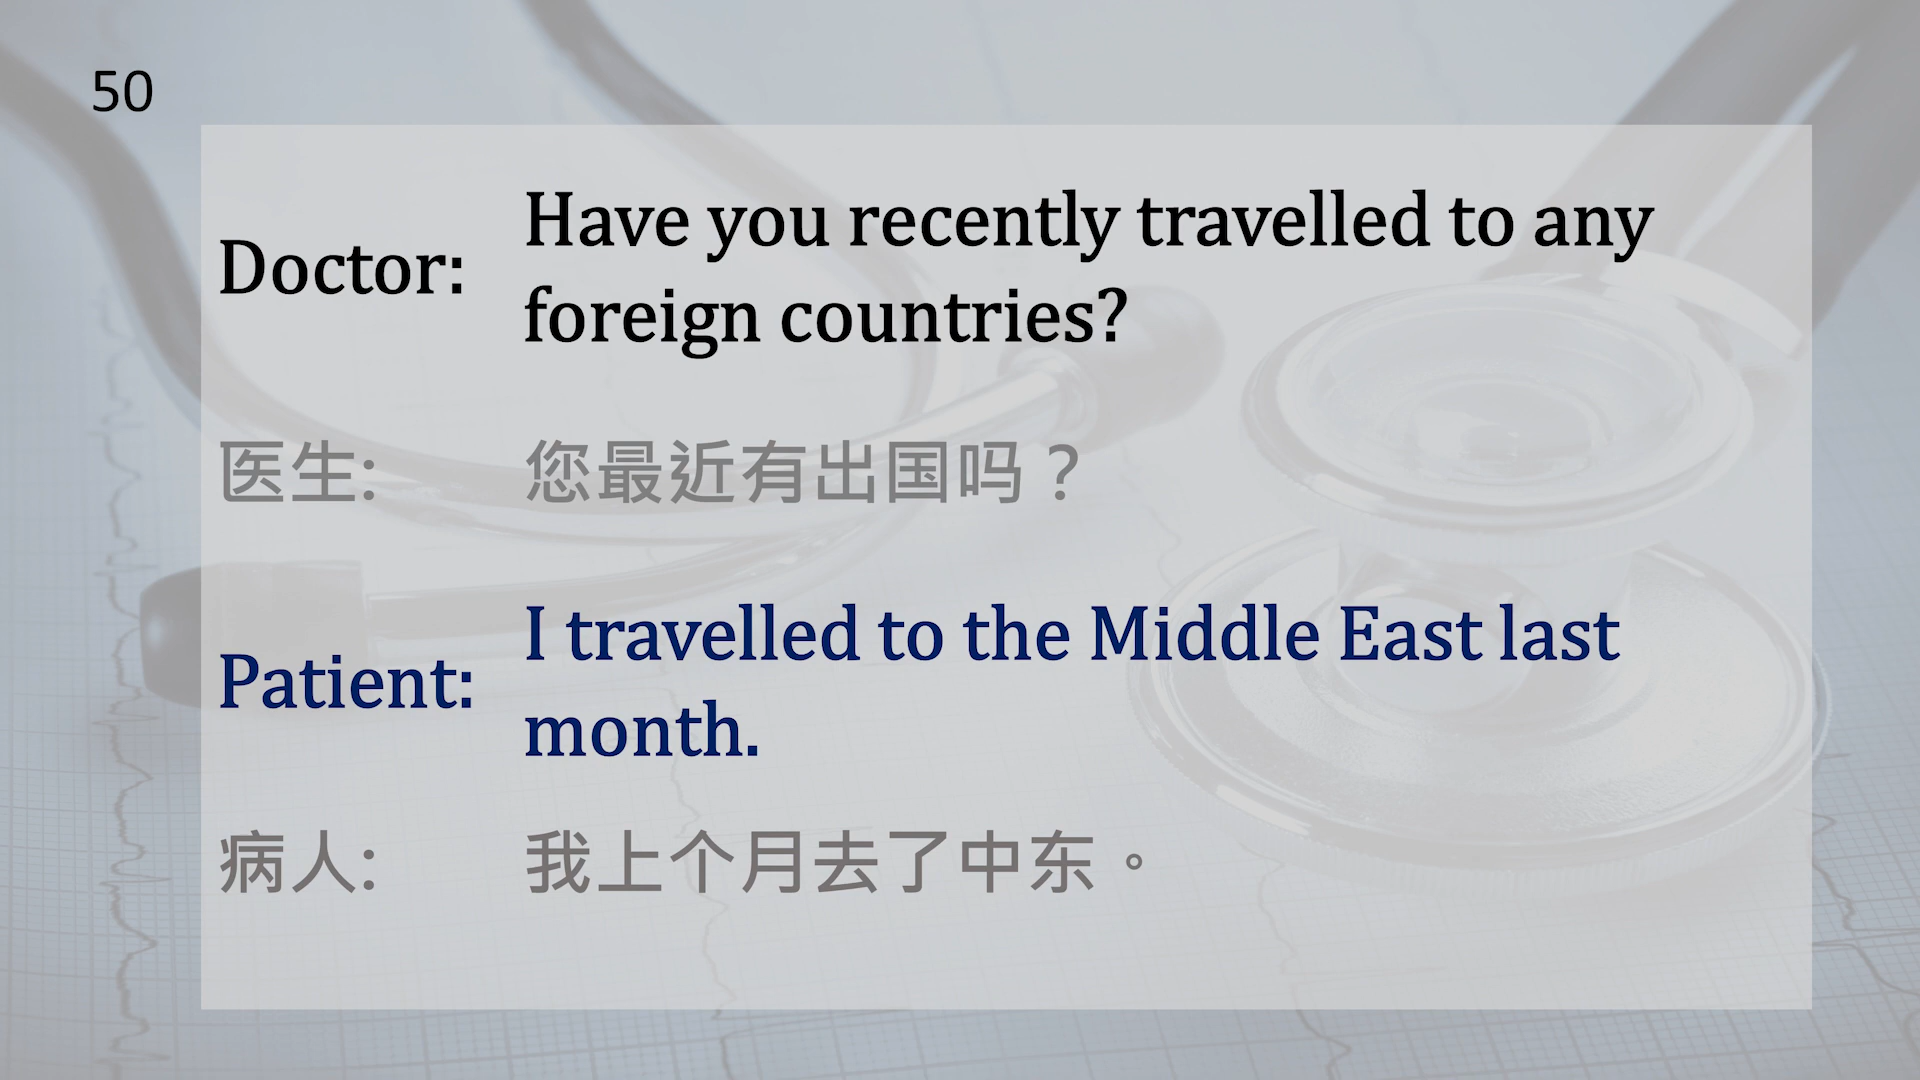 50
Doctor: Have you recently travelled to any
foreign countries?
医生: 您最近有出国吗？
Patient: I travelled to the Middle East last
month.
病人: 我上个月去了中东。